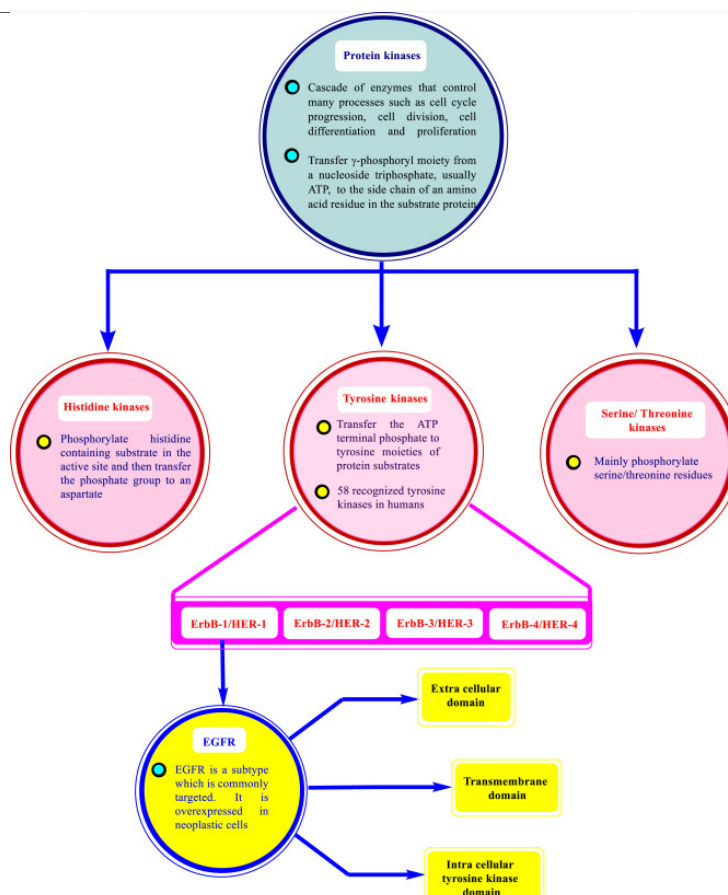 Protein kinases
Cascade of enzymes that control
many processes such as cell cycle
progression, cell division, cell
differentiation and proliferation
Transfer γ-phosphoryl moiety from
a nucleoside triphosphate, usually
ATP, to the side chain of an amino
acid residue in the substrate protein
Histidine kinases
Phosphorylate histidine
containing substrate in the
active site and then transfer
the phosphate group to an
aspartate
Tyrosine kinases
Transfer the ATP
terminal phosphate to
tyrosine moieties of
protein substrates
58 recognized tyrosine
kinases in humans
Serine/ Threonine
kinases
Mainly phosphorylate
serine/threonine residues
ErbB-1/HER-1
ErbB-2/HER-2
ErbB-3/HER-3
ErbB-4/HER-4
EGFR
EGFR is a subtype
which is commonly
targeted. It is
overexpressed in
neoplastic cells
Extra cellular
domain
Transmembrane
domain
Intra cellular
tyrosine kinase
domain